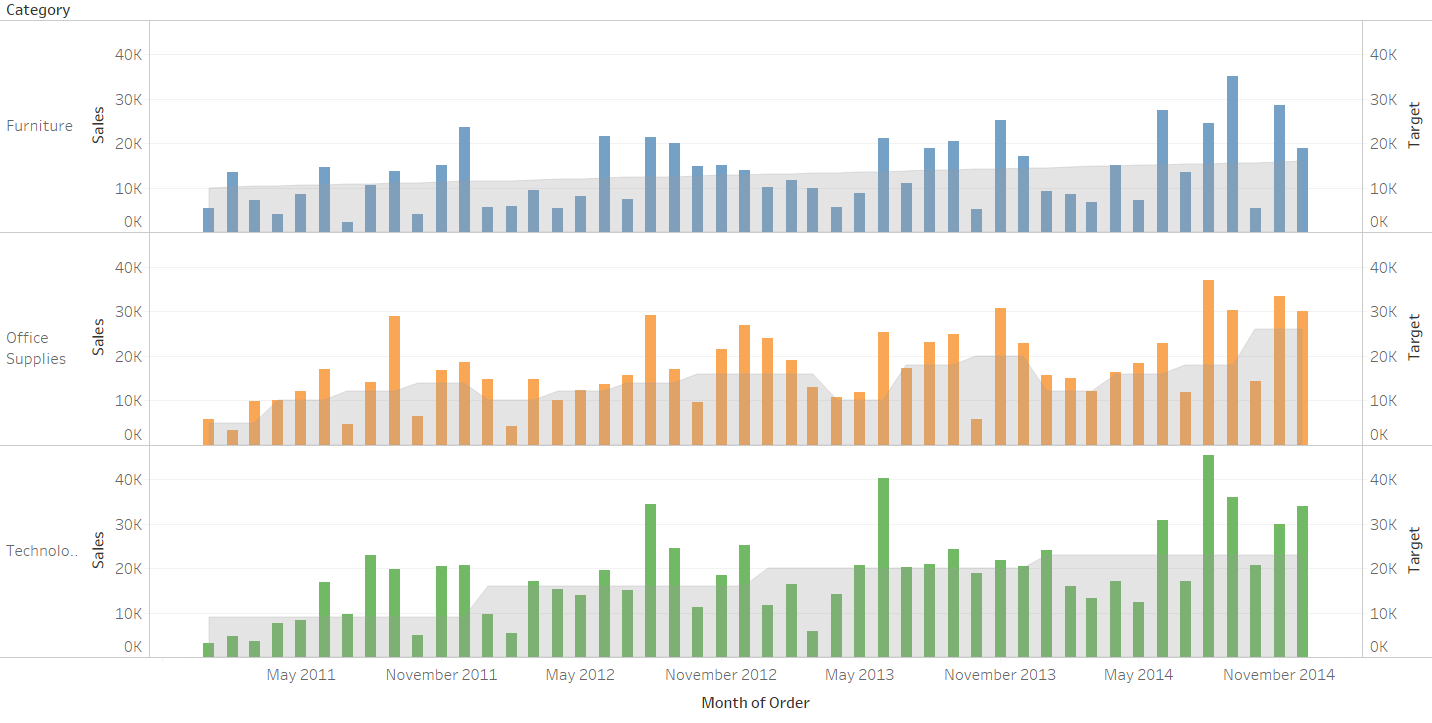 Category
Furniture
Sales
40K
30K
20K
10K
0K
40K
30K
20K
10K
0K
Target
Office
Supplies
Sales
40K
30K
20K
10K
0K
40K
30K
20K
10K
0K
Target
Technolo..
Sales
40K
30K
20K
10K
0K
40K
30K
20K
10K
0K
Target
May 2011
November 2011
May 2012
November 2012
May 2013
November 2013
May 2014
November 2014
Month of Order